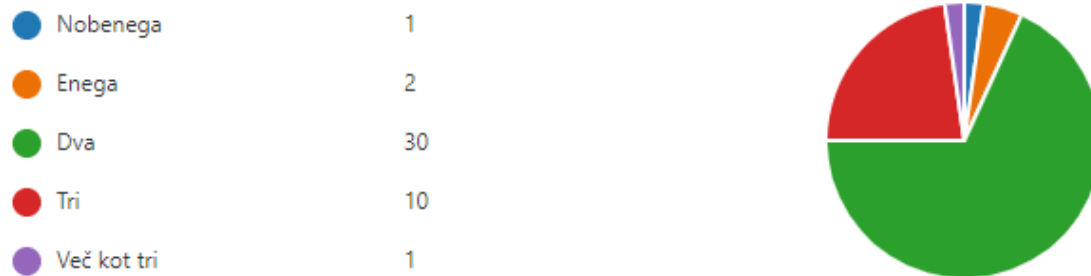 Nobenega 1
Enega 2
Dva 30
Tri 10
Več kot tri 1